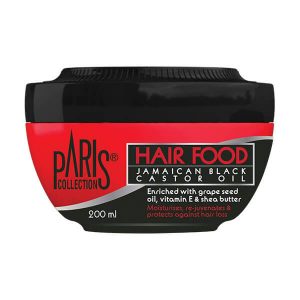 PARIS®
COLLECTION
200 ml
HAIR FOOD
JAMAICAN BLACK
CASTOR OIL
Enriched with grape seed
oil, vitamin E & shea butter
Moisturises, re-juvenates &
protects against hair loss